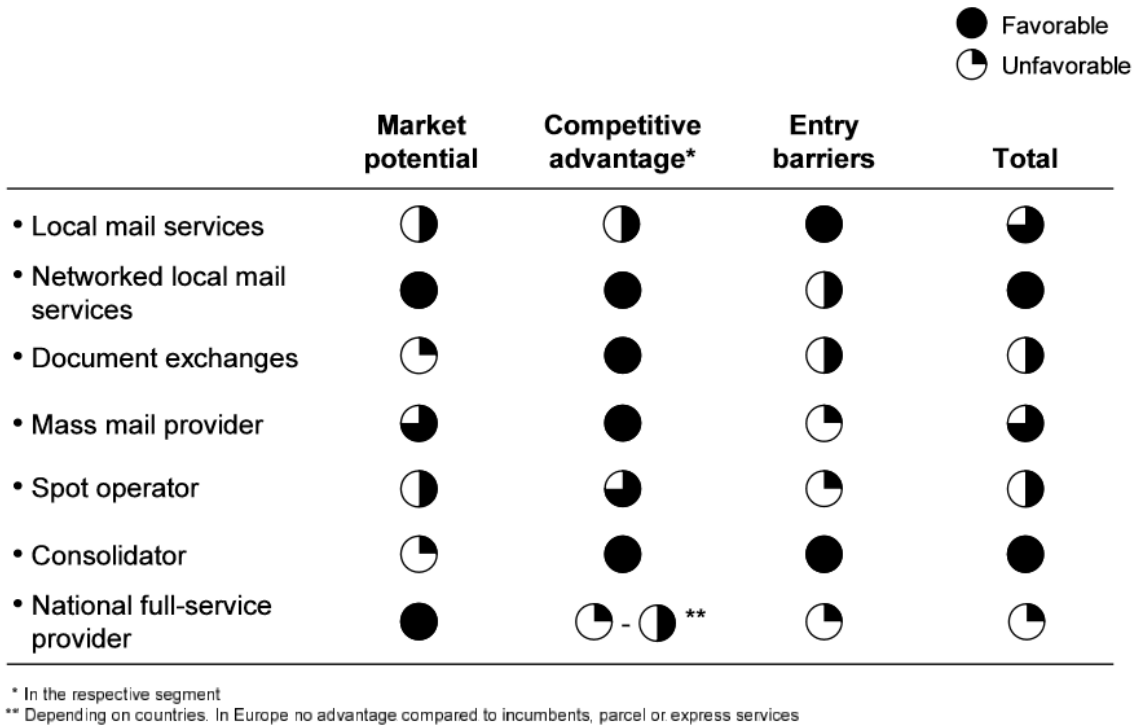 Favorable
Unfavorable
Market potential
Competitive advantage*
Entry barriers
Total
• Local mail services
• Networked local mail
services
• Document exchanges
• Mass mail provider
• Spot operator
• Consolidator
• National full-service
provider
- **
* In the respective segment
** Depending on countries. In Europe no advantage compared to incumbents, parcel or express services